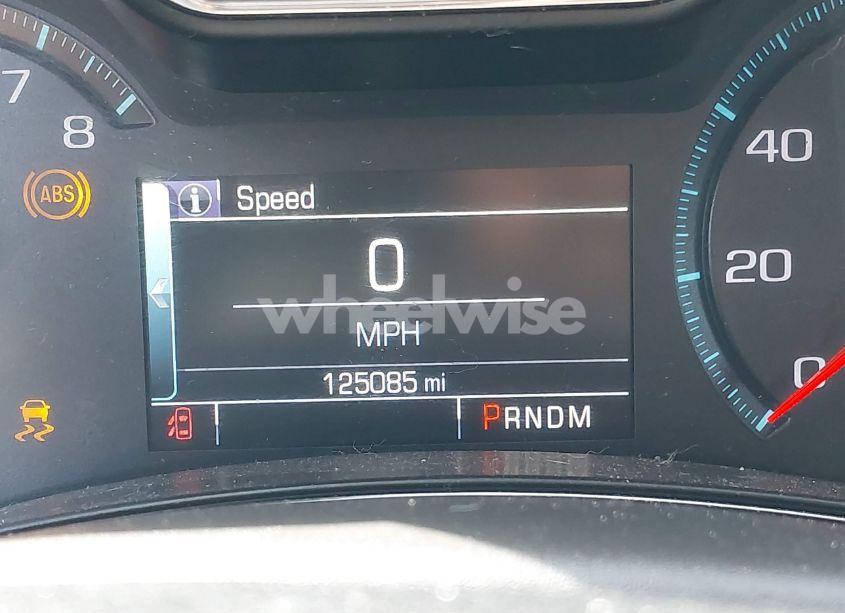 7
8
ABS
i Speed
0
MPH
125085 mi
PRNDM
40
20
0
wheelwise